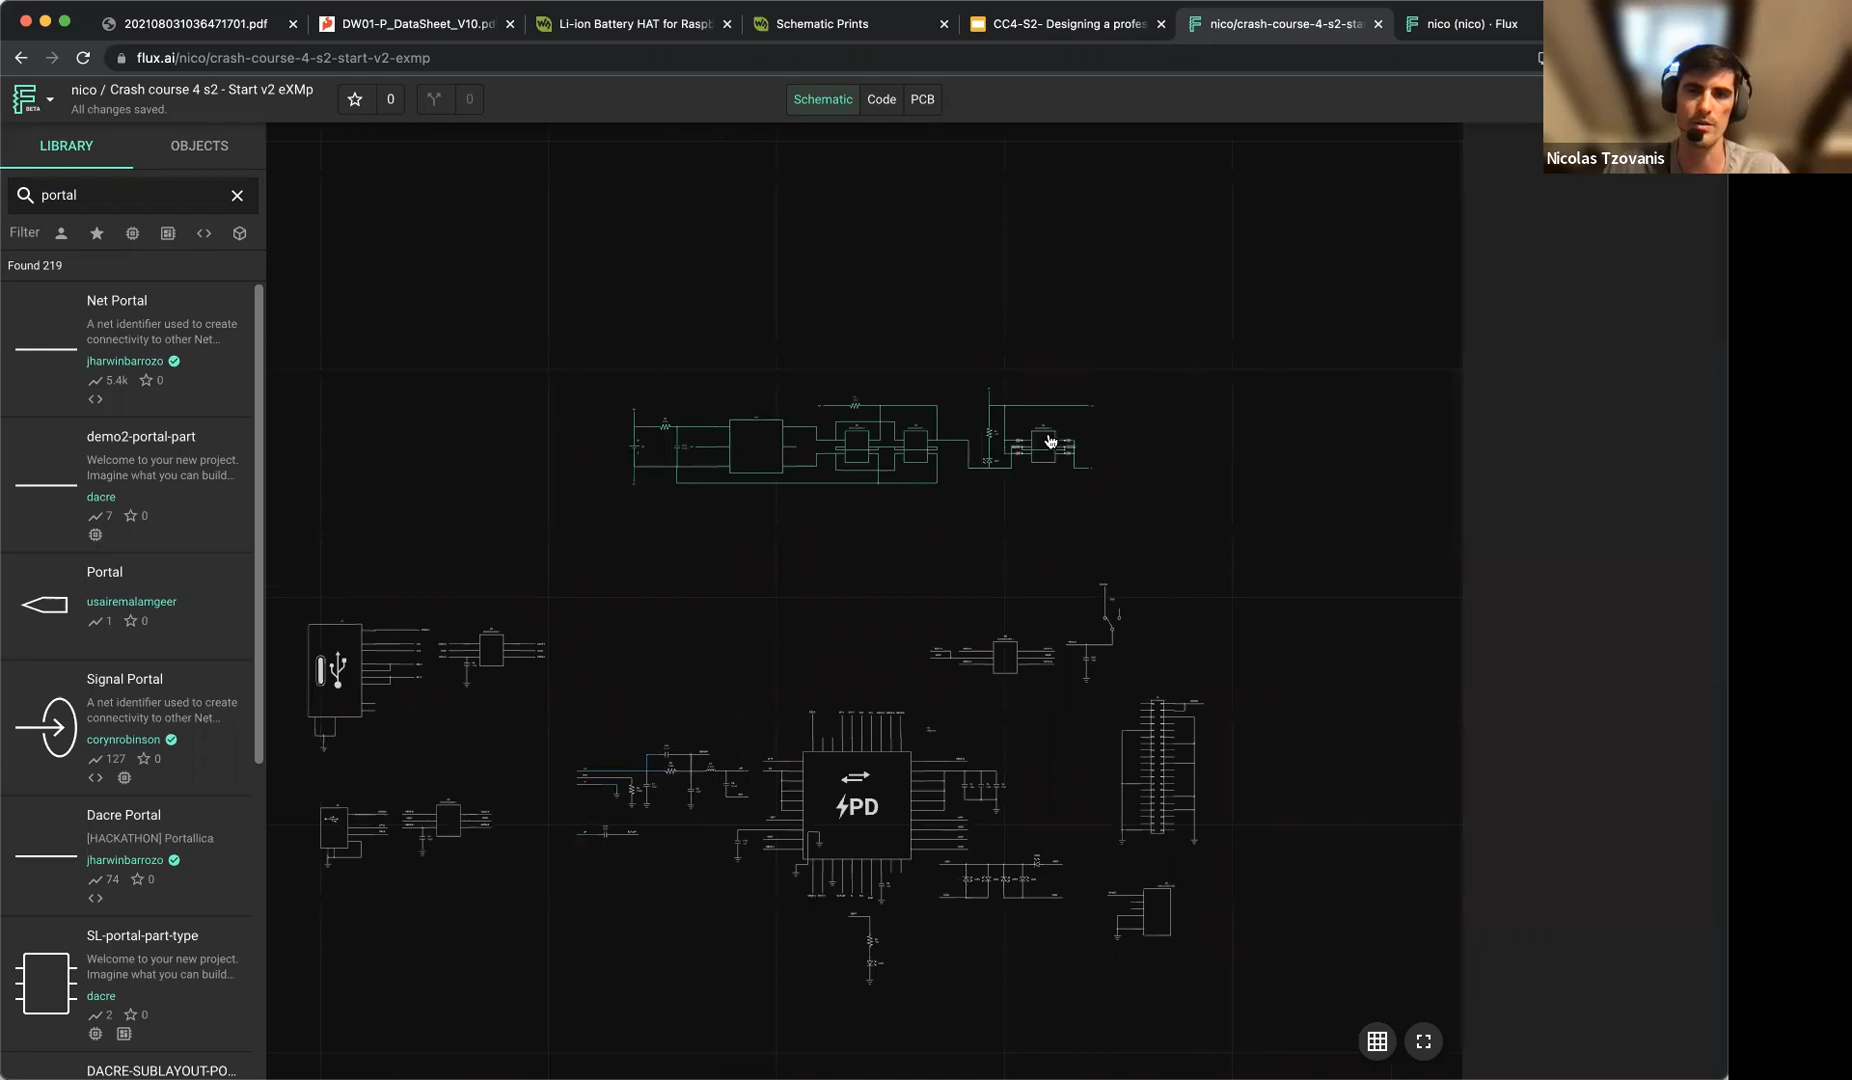 202108031036471701.pdf
DW01-P_DataSheet_V10.pd
Li-ion Battery HAT for Raspb
Schematic Prints
CC4-S2- Designing a profes
nico/crash-course-4-s2-sta
nico (nico) · Flux
flux.ai/nico/crash-course-4-s2-start-v2-exmp
BETA
nico / Crash course 4 s2 - Start v2 eXMp
All changes saved.
0
0
Schematic
Code
PCB
Nicolas Tzovanis
LIBRARY
OBJECTS
portal
Filter
Found 219
Net Portal
A net identifier used to create
connectivity to other Net...
jharwinbarrozo
5.4k
0
demo2-portal-part
Welcome to your new project.
Imagine what you can build...
dacre
7
0
Portal
usairemalamgeer
1
0
Signal Portal
A net identifier used to create
connectivity to other Net...
corynrobinson
127
0
Dacre Portal
[HACKATHON] Portallica
jharwinbarrozo
74
0
SL-portal-part-type
Welcome to your new project.
Imagine what you can build...
dacre
2
0
DACRE-SUBLAYOUT-PO...
PD